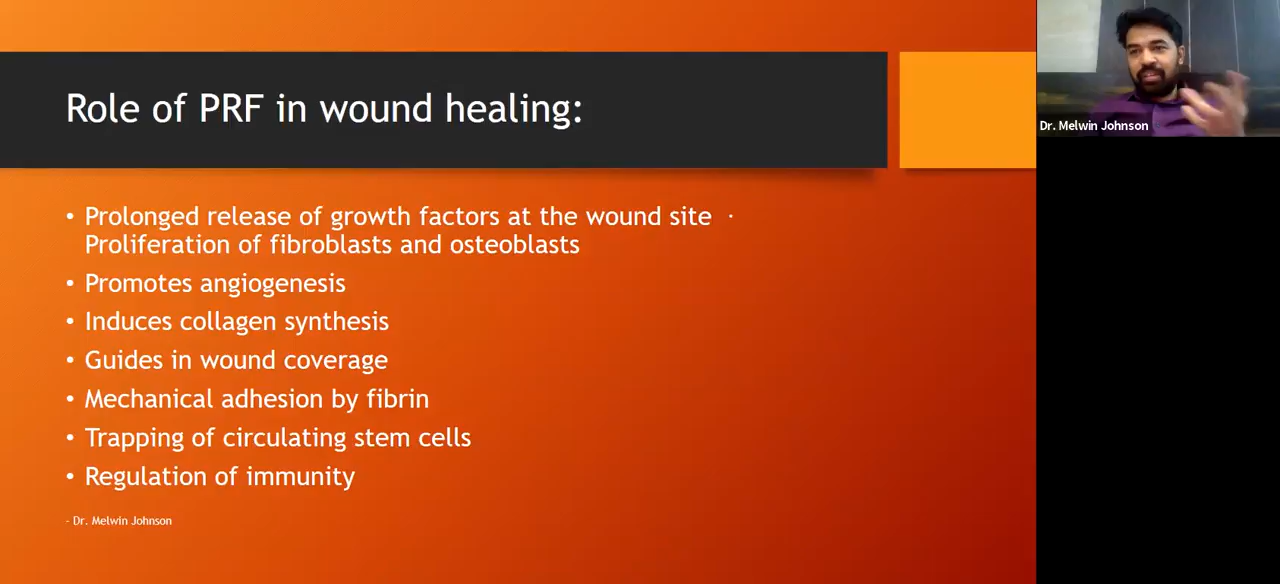 Role of PRF in wound healing:
• Prolonged release of growth factors at the wound site ·
Proliferation of fibroblasts and osteoblasts
• Promotes angiogenesis
• Induces collagen synthesis
• Guides in wound coverage
• Mechanical adhesion by fibrin
• Trapping of circulating stem cells
• Regulation of immunity
- Dr. Melwin Johnson
Dr. Melwin Johnson